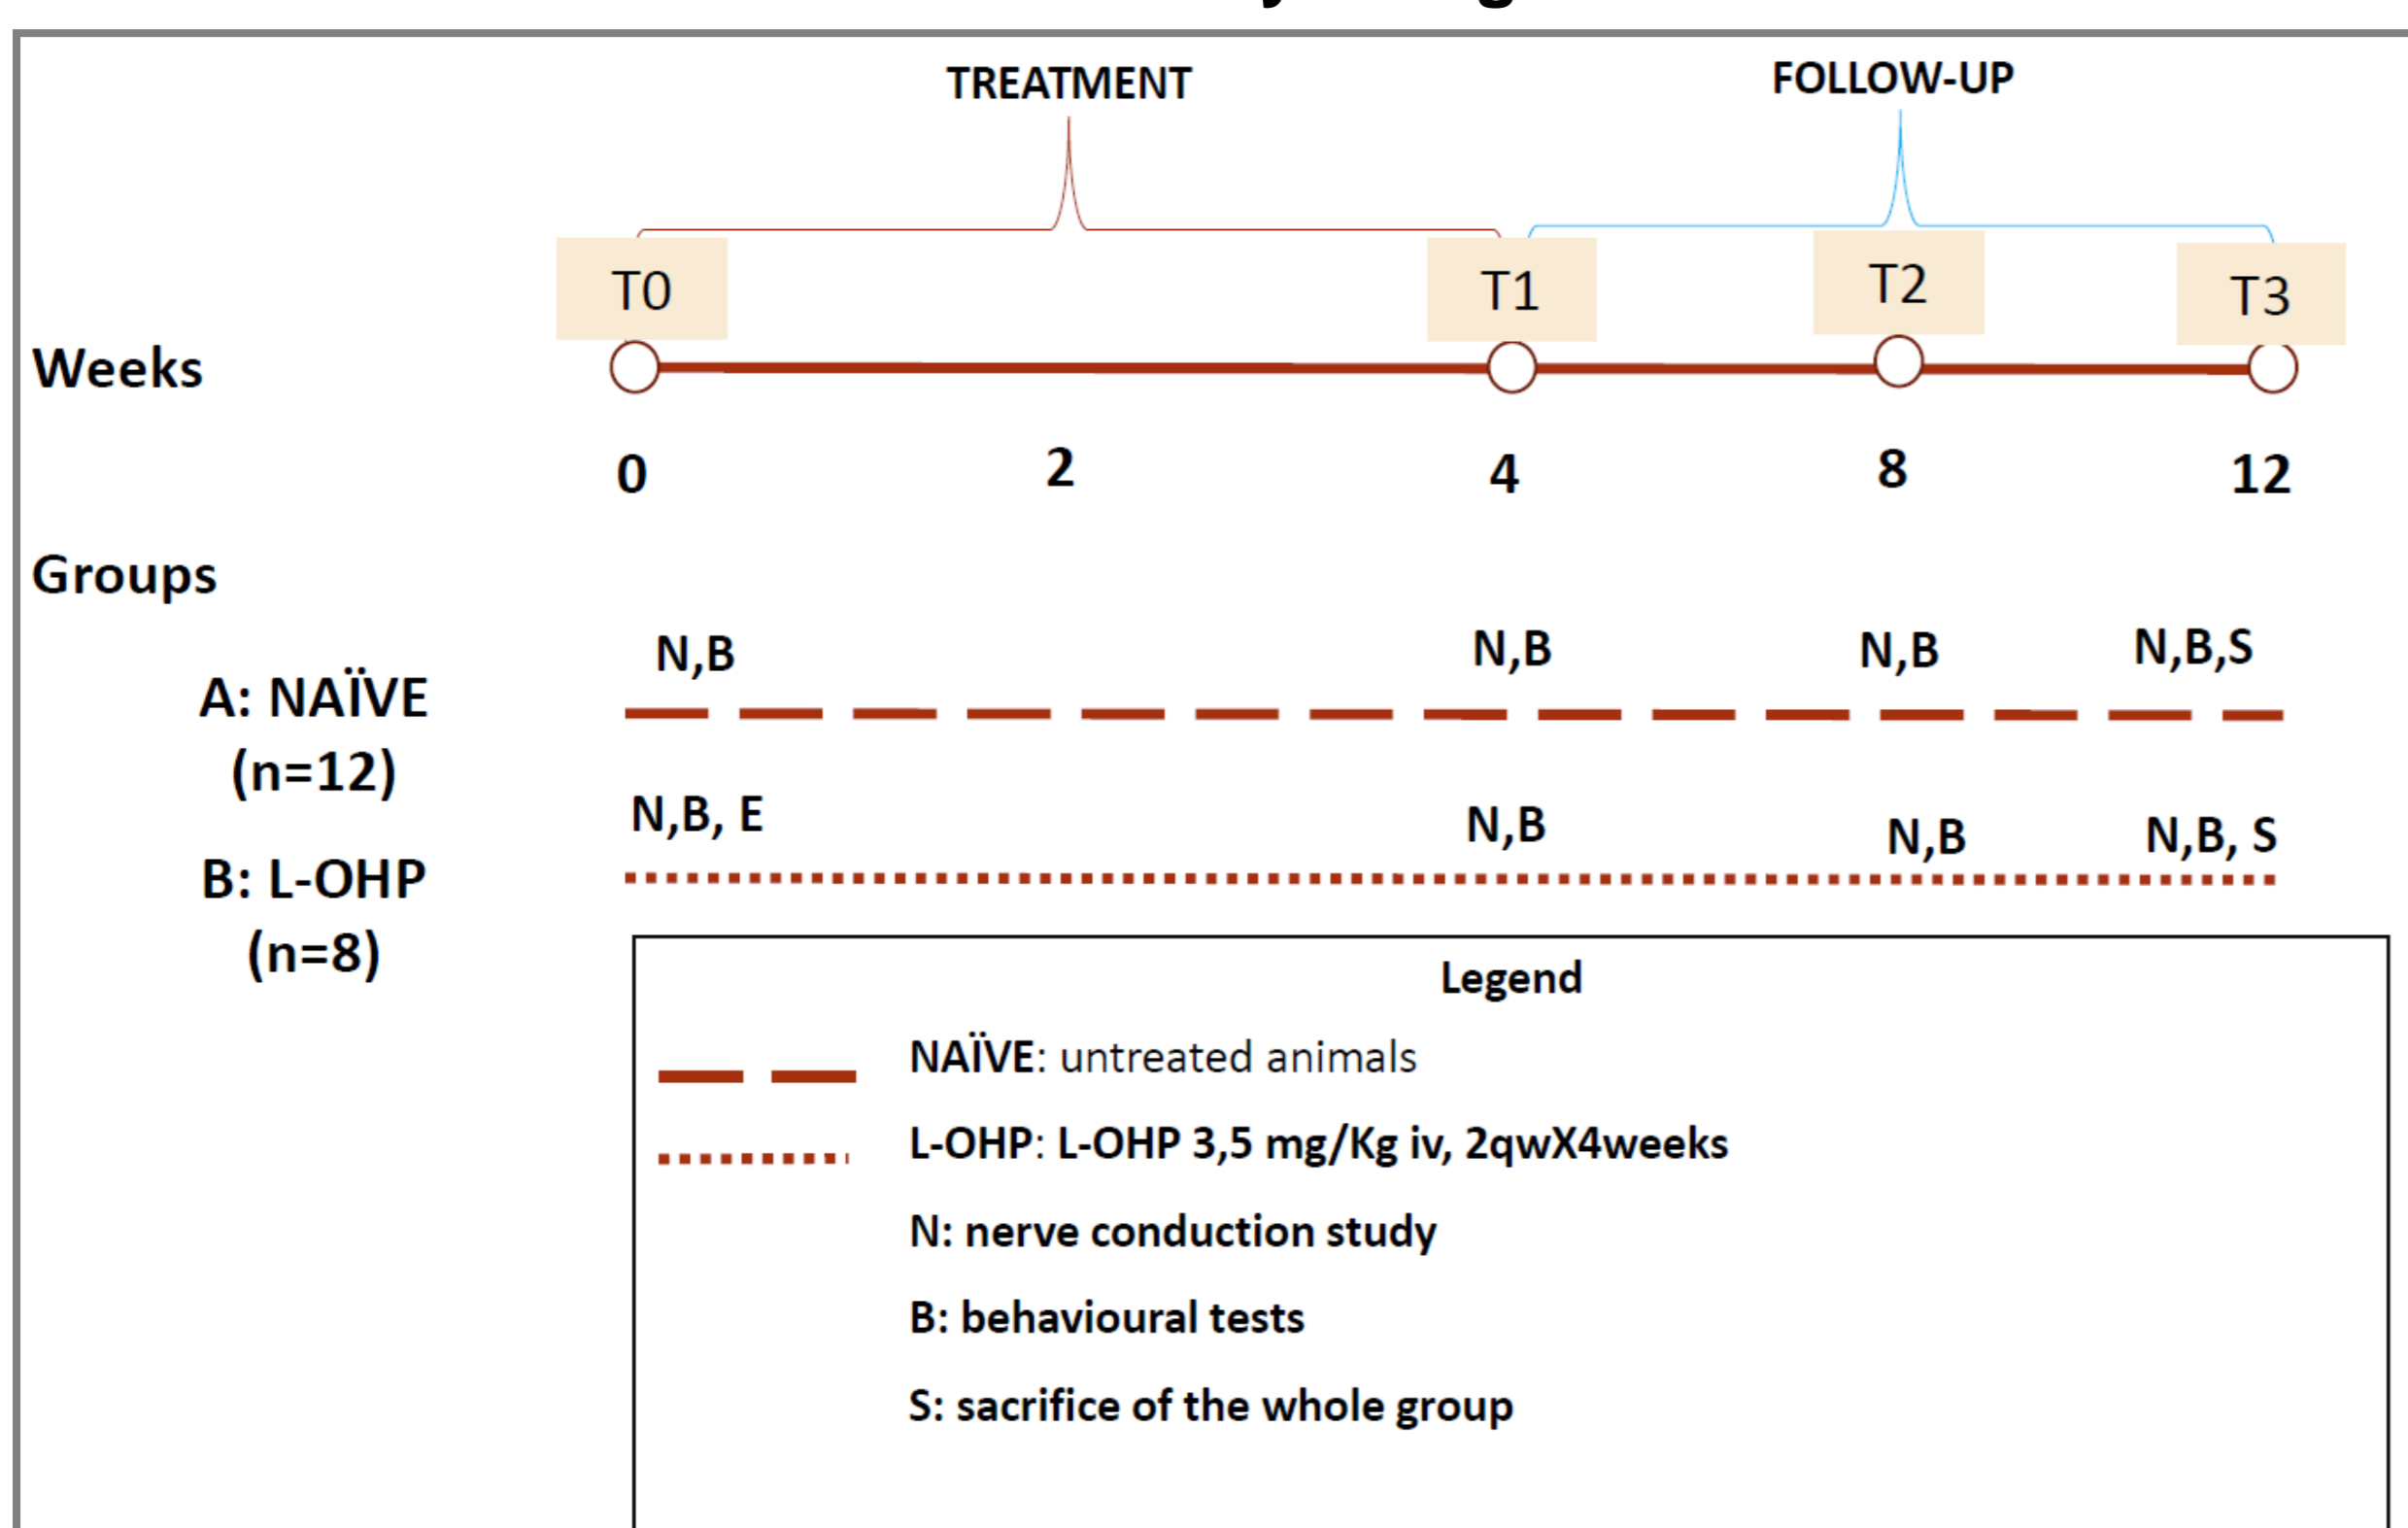 TREATMENT FOLLOW-UP
T0 T1 T2 T3
Weeks
0 2 4 8 12
Groups
N,B N,B N,B N,B,S
A: NAÏVE
(n=12)
N,B, E N,B N,B N,B, S
B: L-OHP
(n=8)
Legend
NAÏVE: untreated animals
L-OHP: L-OHP 3,5 mg/Kg iv, 2qwX4weeks
N: nerve conduction study
B: behavioural tests
S: sacrifice of the whole group